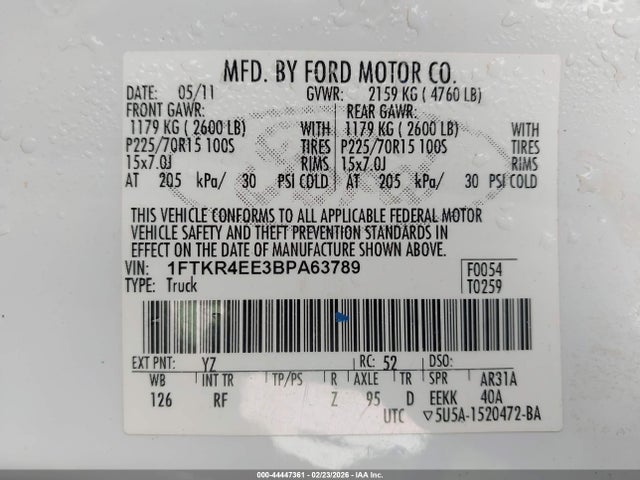 MFD. BY FORD MOTOR CO.
DATE: 05/11 GVWR: 2159 KG ( 4760 LB)
FRONT GAWR: REAR GAWR:
1179 KG ( 2600 LB) WITH 1179 KG ( 2600 LB) WITH
P225/70R15 100S TIRES P225/70R15 100S TIRES
15x7.0J RIMS 15x7.0J RIMS
AT 205 kPa/ 30 PSI COLD AT 205 kPa/ 30 PSI COLD
THIS VEHICLE CONFORMS TO ALL APPLICABLE FEDERAL MOTOR
VEHICLE SAFETY AND THEFT PREVENTION STANDARDS IN
EFFECT ON THE DATE OF MANUFACTURE SHOWN ABOVE.
VIN: 1FTKR4EE3BPA63789 F0054
TYPE: Truck T0259
EXT PNT: YZ RC: 52 DSO:
WB INT TR TP/PS R AXLE TR SPR AR31A
126 RF Z 95 D EEKK 40A
UTC ▽5U5A-1520472-BA
000-44447361 - 02/23/2026 - IAAI.com